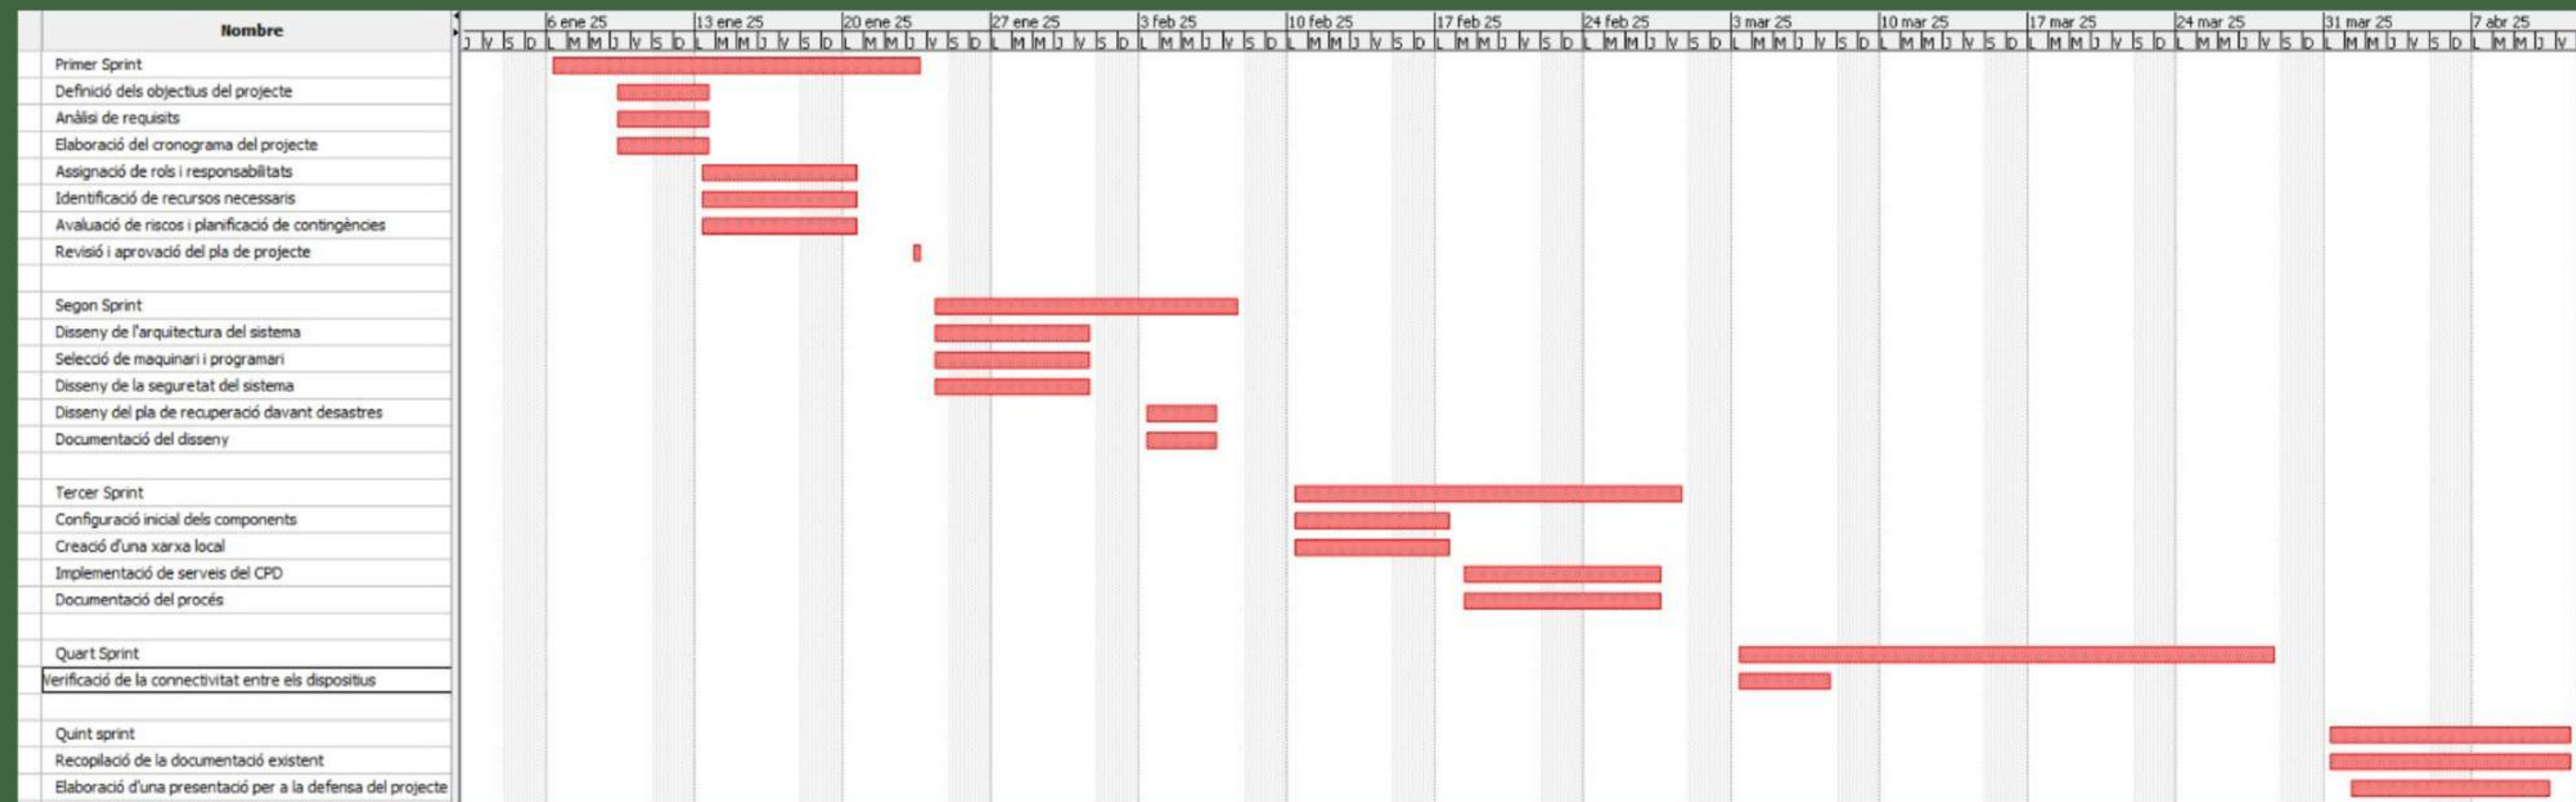 Nombre
6 ene 25 13 ene 25 20 ene 25 27 ene 25 3 feb 25 10 feb 25 17 feb 25 24 feb 25 3 mar 25 10 mar 25 17 mar 25 24 mar 25 31 mar 25 7 abr 25
J V S D L M M J V S D L M M J V S D L M M J V S D L M M J V S D L M M J V S D L M M J V S D L M M J V S D L M M J V S D L M M J V S D L M M J V S D L M M J V S D L M M J V S D L M M J V S D L M M J V
Primer Sprint
Definició dels objectius del projecte
Anàlisi de requisits
Elaboració del cronograma del projecte
Assignació de rols i responsabilitats
Identificació de recursos necessaris
Avaluació de riscos i planificació de contingències
Revisió i aprovació del pla de projecte
Segon Sprint
Disseny de l'arquitectura del sistema
Selecció de maquinari i programari
Disseny de la seguretat del sistema
Disseny del pla de recuperació davant desastres
Documentació del disseny
Tercer Sprint
Configuració inicial dels components
Creació d'una xarxa local
Implementació de serveis del CPD
Documentació del procés
Quart Sprint
Verificació de la connectivitat entre els dispositius
Quint sprint
Recopilació de la documentació existent
Elaboració d'una presentació per a la defensa del projecte